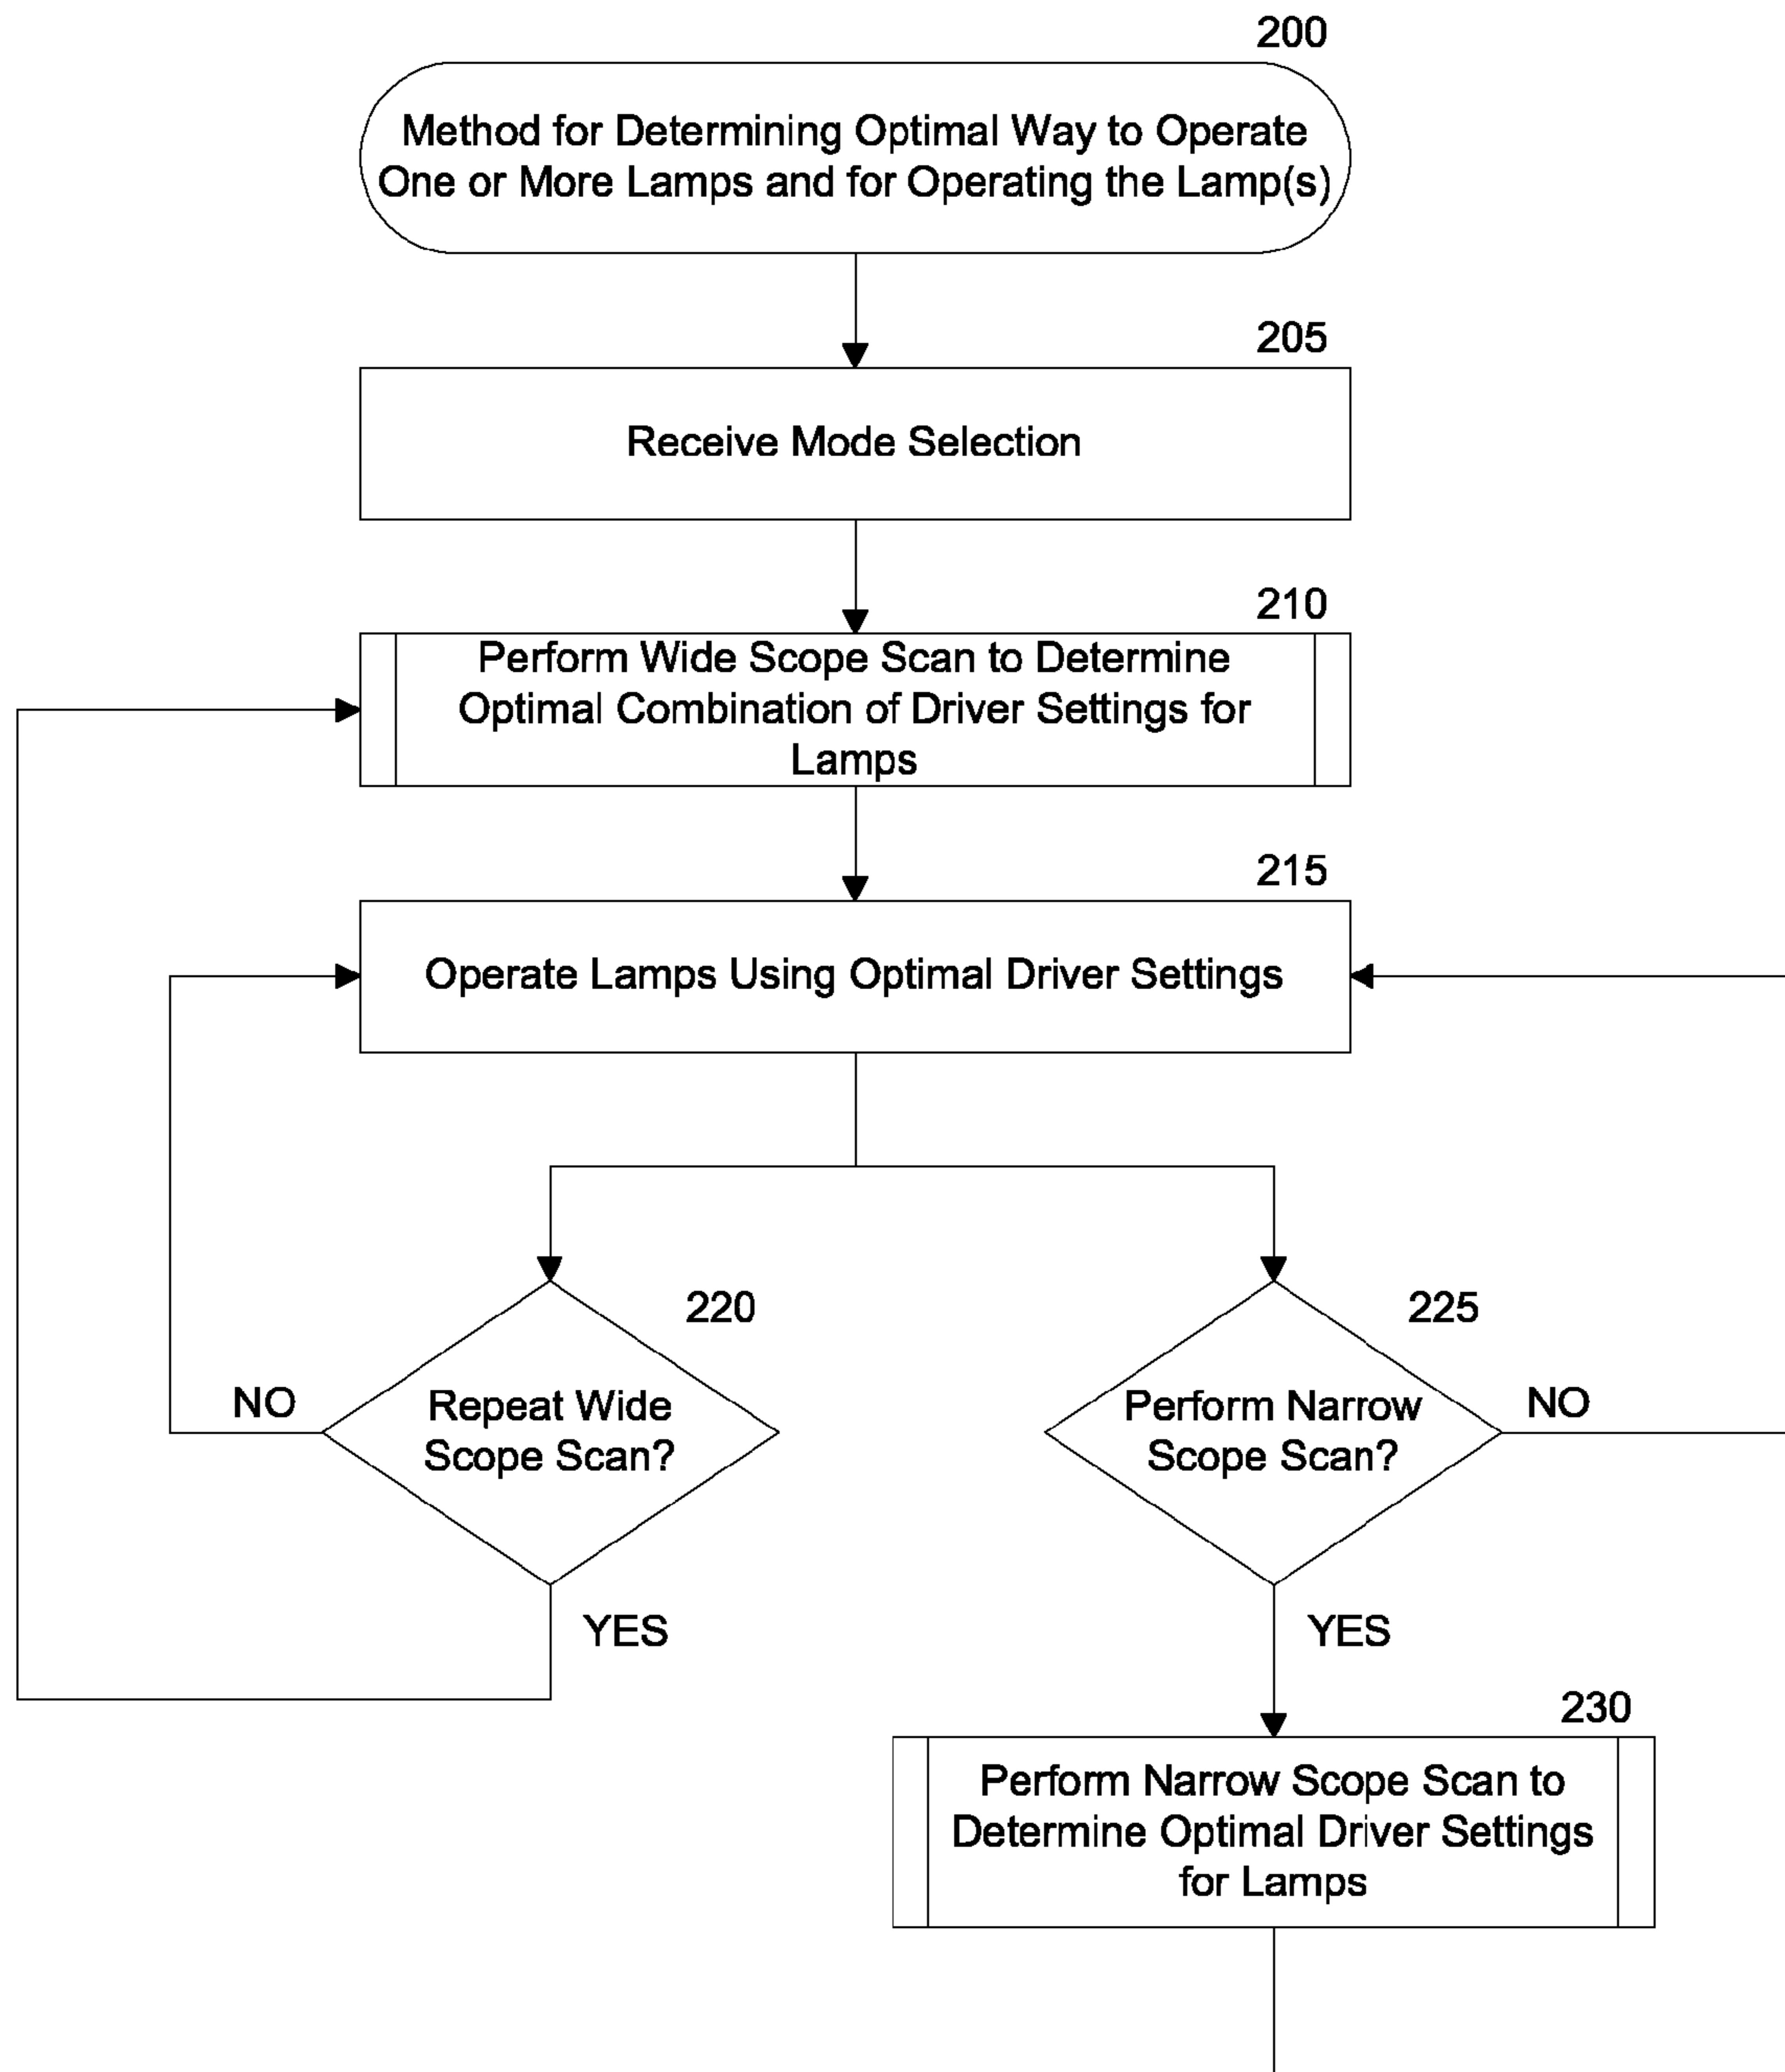 200
Method for Determining Optimal Way to Operate
One or More Lamps and for Operating the Lamp(s)
205
Receive Mode Selection
210
Perform Wide Scope Scan to Determine
Optimal Combination of Driver Settings for
Lamps
215
Operate Lamps Using Optimal Driver Settings
220
Repeat Wide
Scope Scan?
NO
YES
225
Perform Narrow
Scope Scan?
NO
YES
230
Perform Narrow Scope Scan to
Determine Optimal Driver Settings
for Lamps